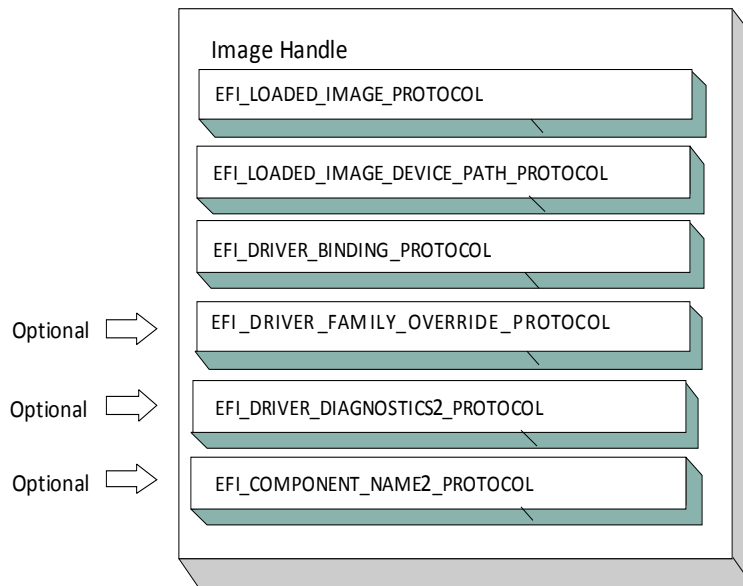 Image Handle
EFI_LOADED_IMAGE_PROTOCOL
EFI_LOADED_IMAGE_DEVICE_PATH_PROTOCOL
EFI_DRIVER_BINDING_PROTOCOL
Optional EFI_DRIVER_FAMILY_OVERRIDE_PROTOCOL
Optional EFI_DRIVER_DIAGNOSTICS2_PROTOCOL
Optional EFI_COMPONENT_NAME2_PROTOCOL